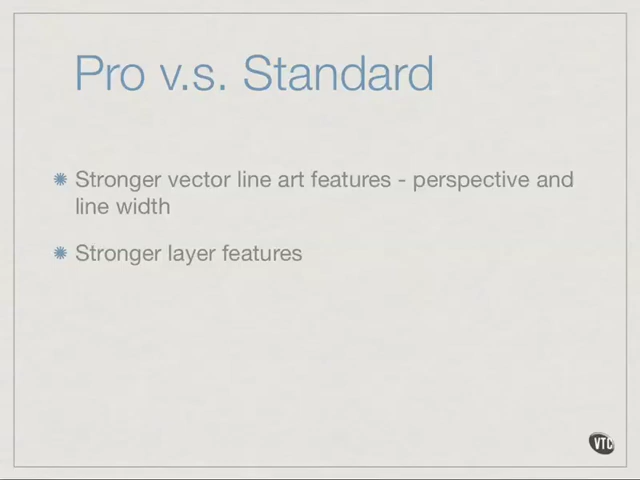 Pro v.s. Standard
Stronger vector line art features - perspective and
line width
Stronger layer features
VTC